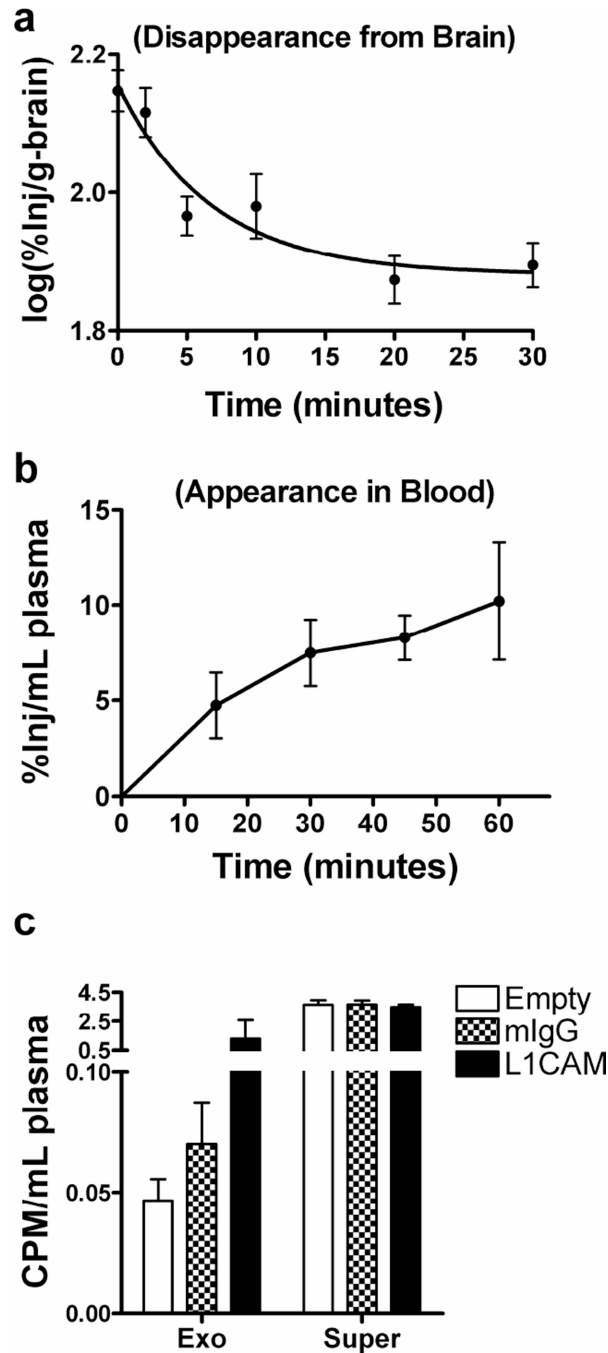 a
(Disappearance from Brain)
log(%Inj/g-brain)
2.2
2.0
1.8
0 5 10 15 20 25 30
Time (minutes)
b
(Appearance in Blood)
%Inj/mL plasma
15
10
5
0
0 10 20 30 40 50 60
Time (minutes)
c
CPM/mL plasma
4.5
2.5
0.5
0.10
0.05
0.00
Exo Super
Empty
mIgG
L1CAM